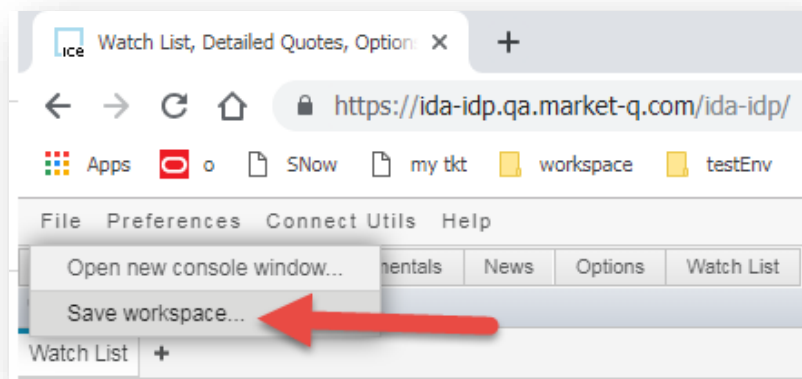 ice Watch List, Detailed Quotes, Option
https://ida-idp.qa.market-q.com/ida-idp/
Apps o SNow my tkt workspace testEnv
File Preferences Connect Utils Help
Open new console window...
nentals News Options Watch List
Save workspace...
Watch List +